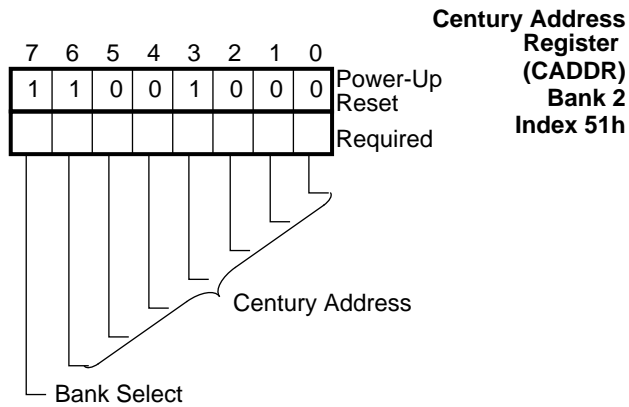 Century Address
Register
(CADDR)
Bank 2
Index 51h
7 6 5 4 3 2 1 0
1 1 0 0 1 0 0 0
Power-Up
Reset
Required
Century Address
Bank Select